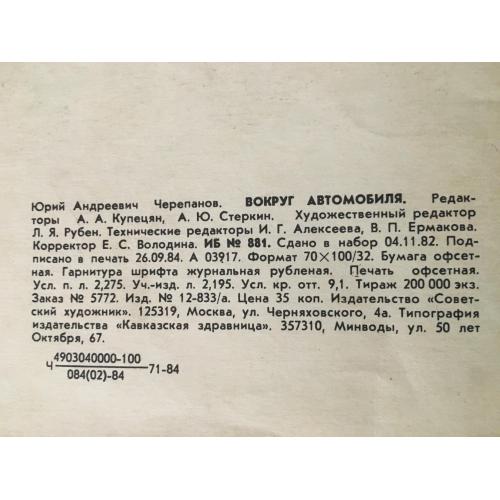 Юрий Андреевич Черепанов. ВОКРУГ АВТОМОБИЛЯ. Редак-
торы А. А. Купецян, А. Ю. Стеркин. Художественный редактор
Л. Я. Рубен. Технические редакторы И. Г. Алексеева, В. П. Ермакова.
Корректор Е. С. Володина. ИБ № 881. Сдано в набор 04.11.82. Под-
писано в печать 26.09.84. А 03917. Формат 70×100/32. Бумага офсет-
ная. Гарнитура шрифта журнальная рубленая. Печать офсетная.
Усл. п. л. 2,275. Уч.-изд. л. 2,195. Усл. кр. отт. 9,1. Тираж 200 000 экз.
Заказ № 5772. Изд. № 12-833/а. Цена 35 коп. Издательство «Совет-
ский художник». 125319, Москва, ул. Черняховского, 4а. Типография
издательства «Кавказская здравница». 357310, Минводы, ул. 50 лет
Октября, 67.
Ч 4903040000-100
084(02)-84 71-84